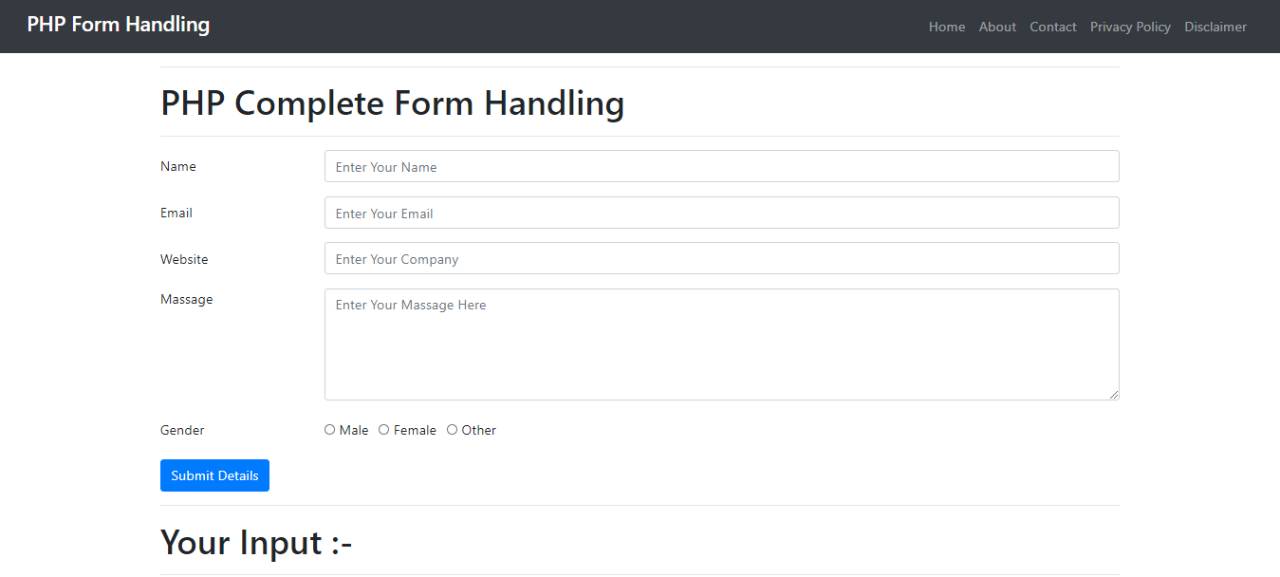 PHP Form Handling Home About Contact Privacy Policy Disclaimer
PHP Complete Form Handling
Name Enter Your Name
Email Enter Your Email
Website Enter Your Company
Massage Enter Your Massage Here
Gender Male Female Other
Submit Details
Your Input :-